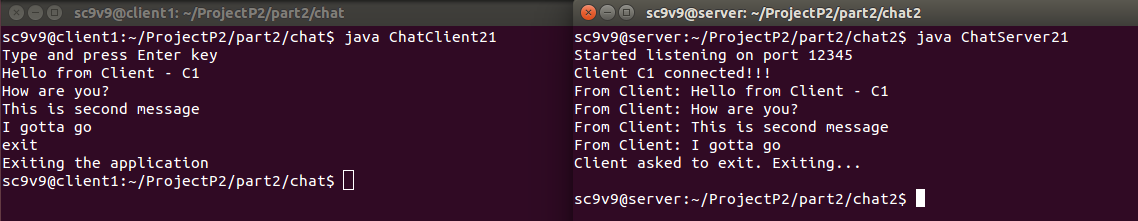 sc9v9@client1: ~/ProjectP2/part2/chat
sc9v9@client1:~/ProjectP2/part2/chat$ java ChatClient21
Type and press Enter key
Hello from Client - C1
How are you?
This is second message
I gotta go
exit
Exiting the application
sc9v9@client1:~/ProjectP2/part2/chat$
sc9v9@server: ~/ProjectP2/part2/chat2
sc9v9@server:~/ProjectP2/part2/chat2$ java ChatServer21
Started listening on port 12345
Client C1 connected!!!
From Client: Hello from Client - C1
From Client: How are you?
From Client: This is second message
From Client: I gotta go
Client asked to exit. Exiting...
sc9v9@server:~/ProjectP2/part2/chat2$